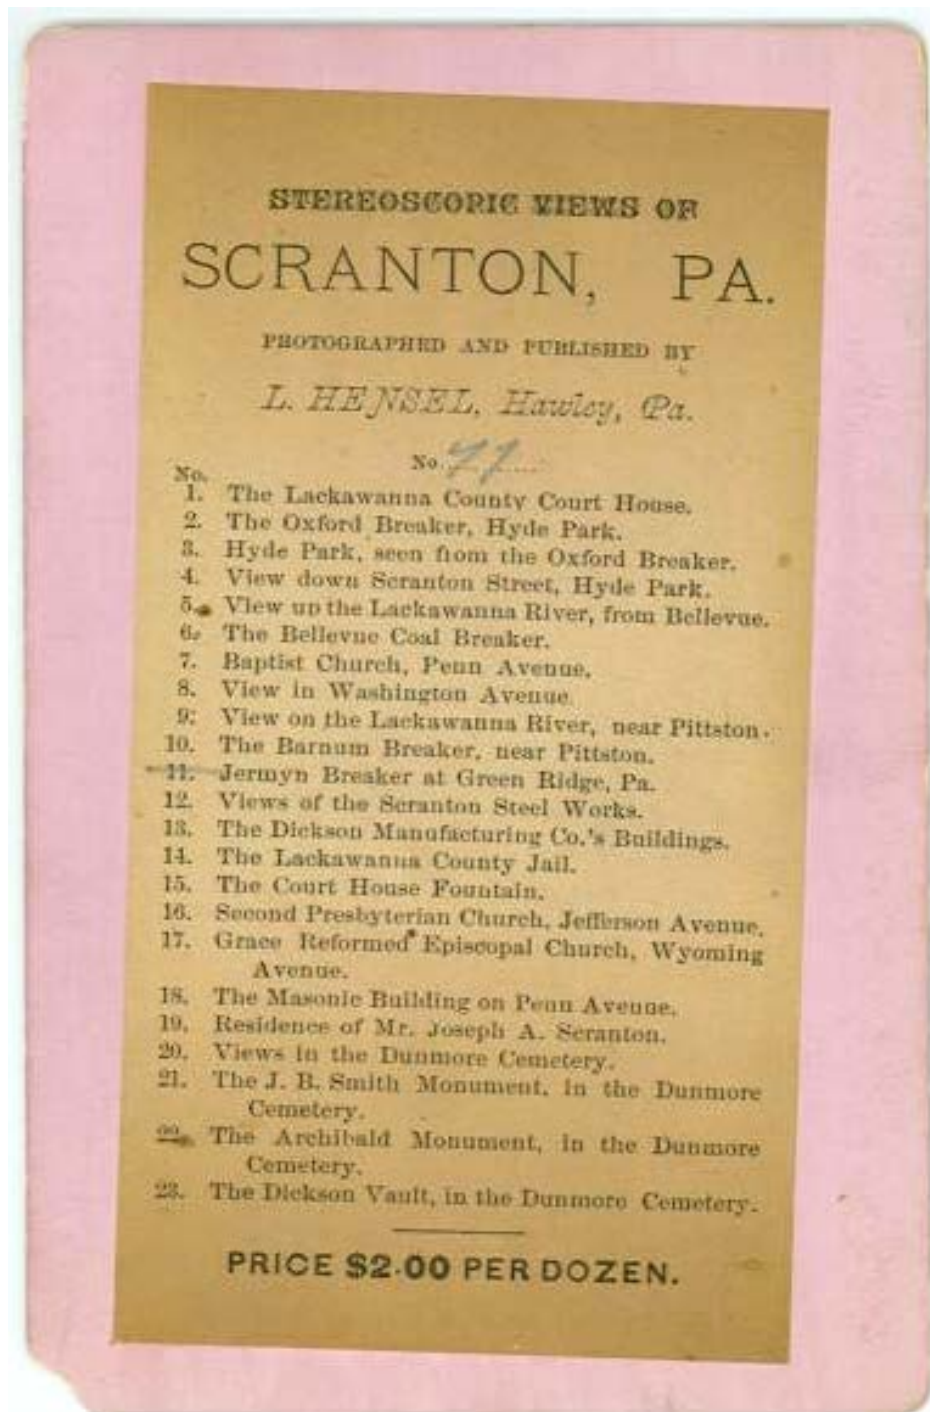 STEREOSCOPIC VIEWS OF
SCRANTON, PA.
PHOTOGRAPHED AND PUBLISHED BY
L. HENSEL, Hawley, Pa.
No.
No.
1. The Lackawanna County Court House.
2. The Oxford Breaker, Hyde Park.
3. Hyde Park, seen from the Oxford Breaker.
4. View down Scranton Street, Hyde Park.
5. View up the Lackawanna River, from Bellevue.
6. The Bellevue Coal Breaker.
7. Baptist Church, Penn Avenue.
8. View in Washington Avenue.
9. View on the Lackawanna River, near Pittston.
10. The Barnum Breaker, near Pittston.
11. Jermyn Breaker at Green Ridge, Pa.
12. Views of the Scranton Steel Works.
13. The Dickson Manufacturing Co.'s Buildings.
14. The Lackawanna County Jail.
15. The Court House Fountain.
16. Second Presbyterian Church, Jefferson Avenue.
17. Grace Reformed Episcopal Church, Wyoming
Avenue.
18. The Masonic Building on Penn Avenue.
19. Residence of Mr. Joseph A. Scranton.
20. Views in the Dunmore Cemetery.
21. The J. B. Smith Monument, in the Dunmore
Cemetery.
22. The Archibald Monument, in the Dunmore
Cemetery.
23. The Dickson Vault, in the Dunmore Cemetery.
PRICE $2.00 PER DOZEN.